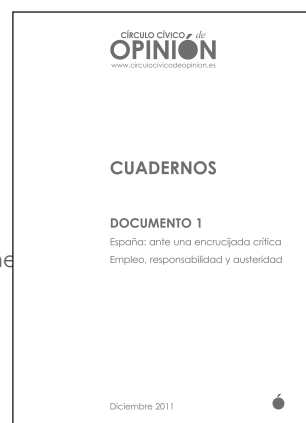 CÍRCULO CÍVICO de
OPINIÓN
www.circulocivicodeopinion.es
CUADERNOS
DOCUMENTO 1
España: ante una encrucijada crítica
Empleo, responsabilidad y austeridad
Diciembre 2011